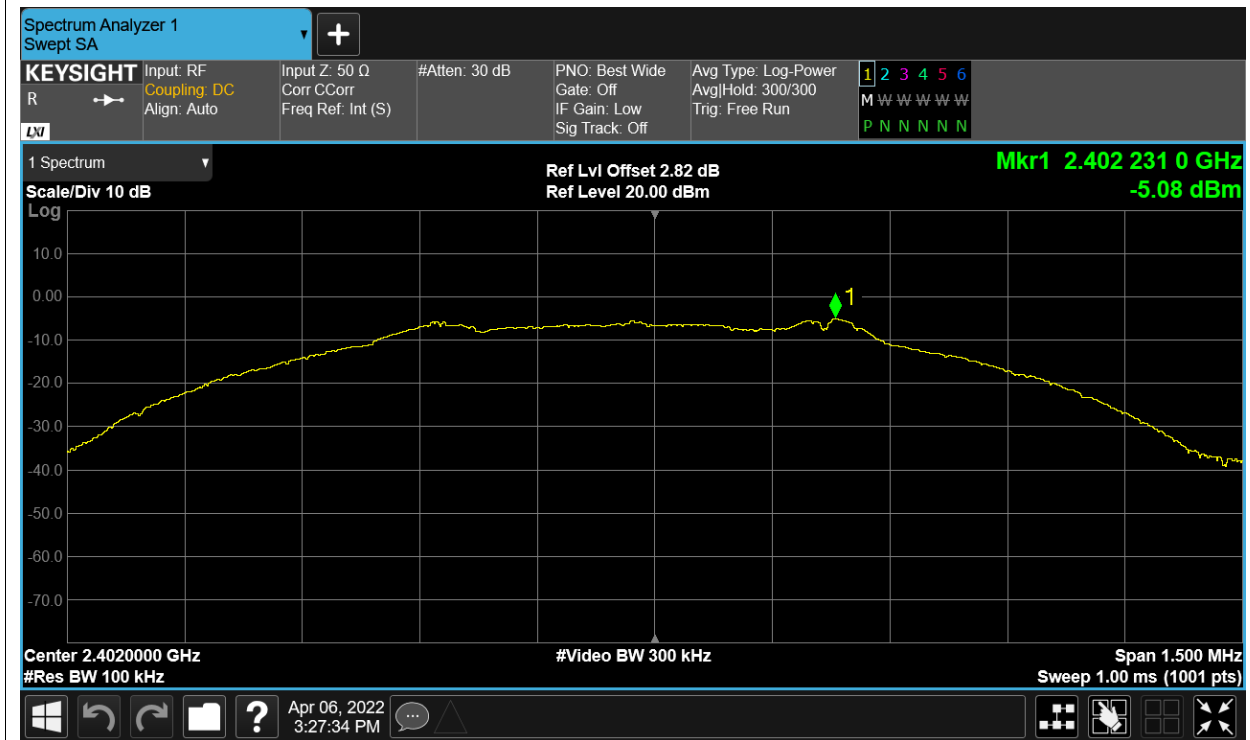 Spectrum Analyzer 1
Swept SA
KEYSIGHT
R
LXI
Input: RF
Coupling: DC
Align: Auto
Input Z: 50 Ω
Corr CCorr
Freq Ref: Int (S)
#Atten: 30 dB
PNO: Best Wide
Gate: Off
IF Gain: Low
Sig Track: Off
Avg Type: Log-Power
Avg|Hold: 300/300
Trig: Free Run
1 2 3 4 5 6
M W W W W W
P N N N N N
1 Spectrum
Scale/Div 10 dB
Log
Ref Lvl Offset 2.82 dB
Ref Level 20.00 dBm
Mkr1 2.402 231 0 GHz
-5.08 dBm
10.0
0.00
-10.0
-20.0
-30.0
-40.0
-50.0
-60.0
-70.0
1
Center 2.4020000 GHz
#Res BW 100 kHz
#Video BW 300 kHz
Span 1.500 MHz
Sweep 1.00 ms (1001 pts)
?
Apr 06, 2022
3:27:34 PM